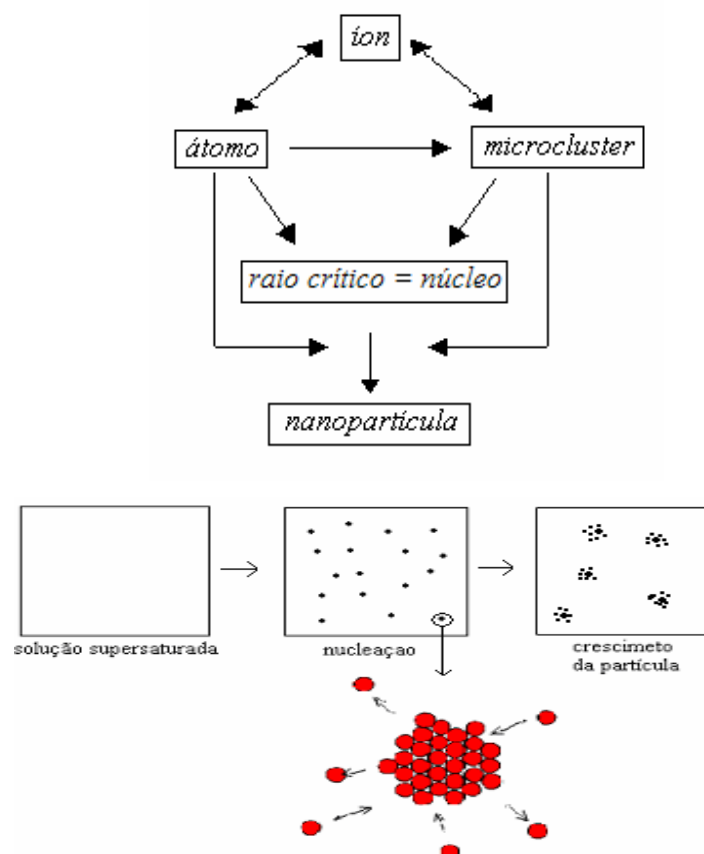 íon
átomo
microcluster
raio crítico = núcleo
nanopartícula
solução supersaturada
nucleaçao
crescimeto
da partícula